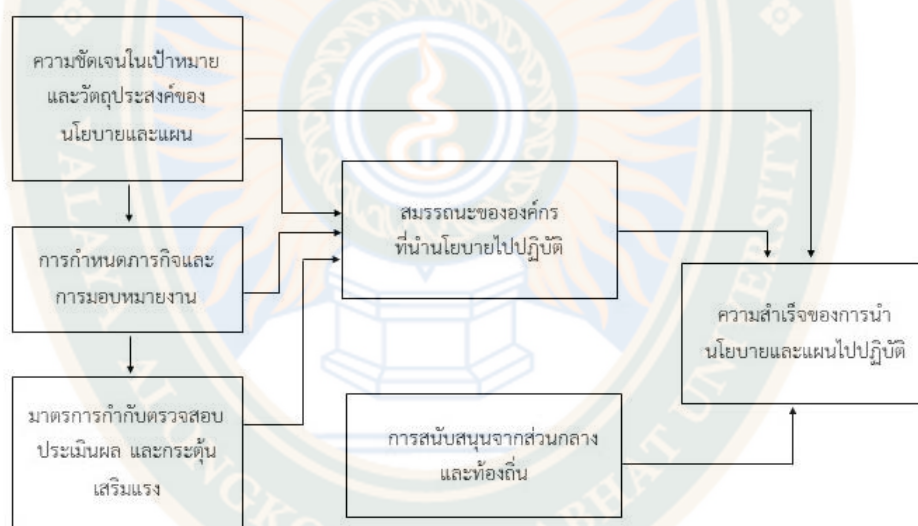 ความชัดเจนในเป้าหมาย
และวัตถุประสงค์ของ
นโยบายและแผน
สมรรถนะขององค์กร
ที่นำนโยบายไปปฏิบัติ
การกำหนดภารกิจและ
การมอบหมายงาน
ความสำเร็จของการนำ
นโยบายและแผนไปปฏิบัติ
มาตรการกำกับตรวจสอบ
ประเมินผล และกระตุ้น
เสริมแรง
การสนับสนุนจากส่วนกลาง
และท้องถิ่น
UNIVERSITY